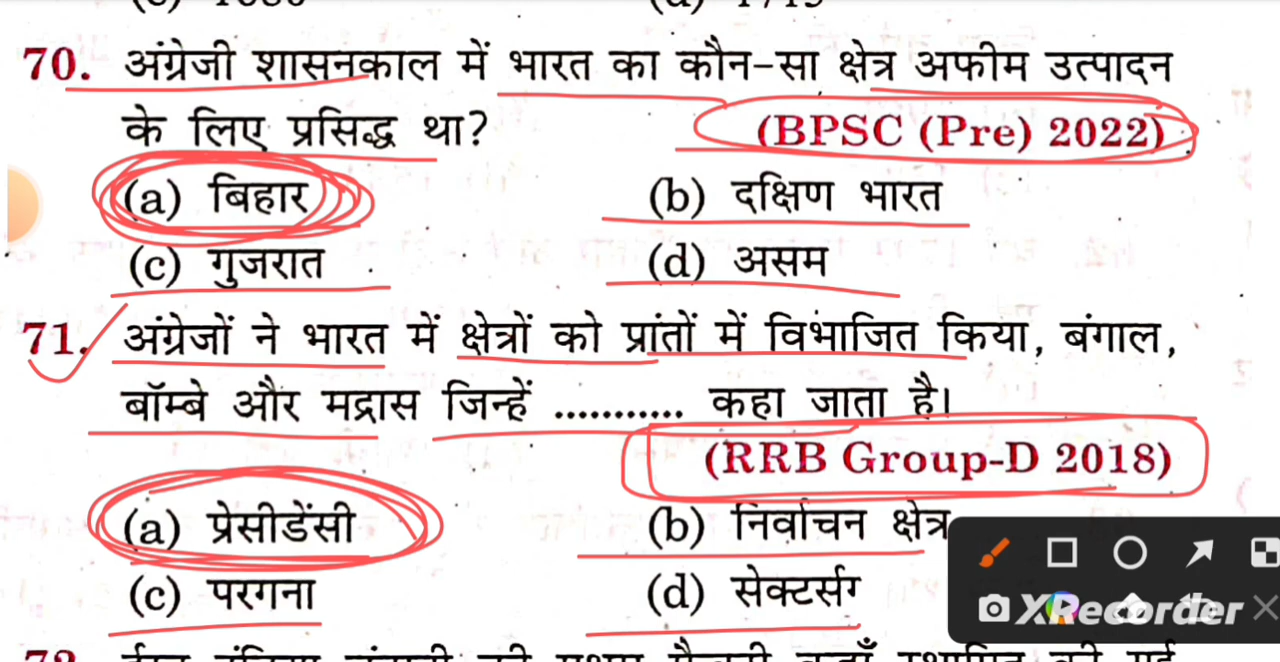 70. अंग्रेजी शासनकाल में भारत का कौन-सा क्षेत्र अफीम उत्पादन
के लिए प्रसिद्ध था? (BPSC (Pre) 2022)
(a) बिहार (b) दक्षिण भारत
(c) गुजरात (d) असम
71. अंग्रेजों ने भारत में क्षेत्रों को प्रांतों में विभाजित किया, बंगाल,
बॉम्बे और मद्रास जिन्हें ............ कहा जाता है।
(RRB Group-D 2018)
(a) प्रेसीडेंसी (b) निर्वाचन क्षेत्र
(c) परगना (d) सेक्टर्सग
XRecorder